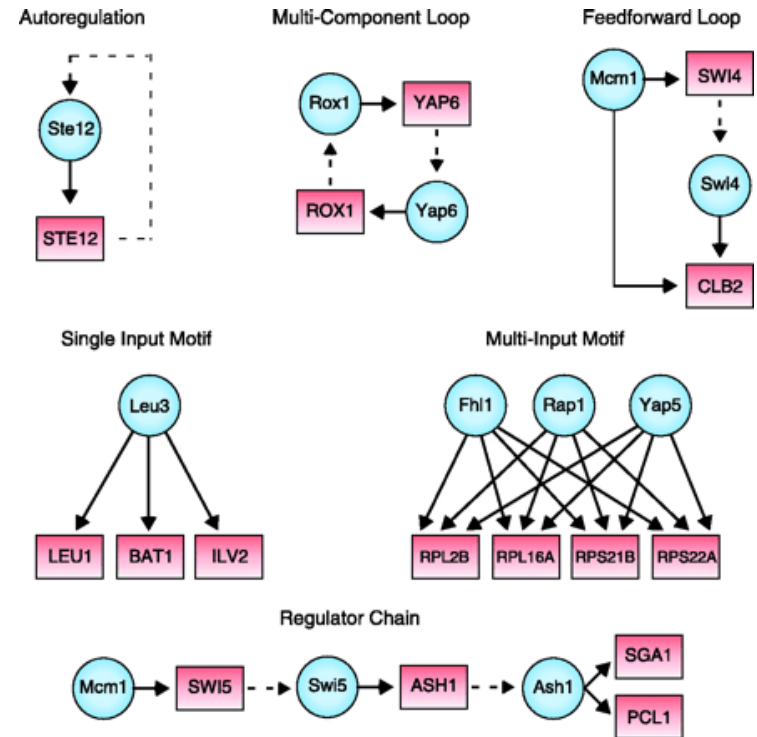 Autoregulation
Multi-Component Loop
Feedforward Loop
Ste12
STE12
Rox1
YAP6
ROX1
Yap6
Mcm1
SWI4
Swi4
CLB2
Single Input Motif
Multi-Input Motif
Leu3
LEU1
BAT1
ILV2
Fhl1
Rap1
Yap5
RPL2B
RPL16A
RPS21B
RPS22A
Regulator Chain
Mcm1
SWI5
Swi5
ASH1
Ash1
SGA1
PCL1